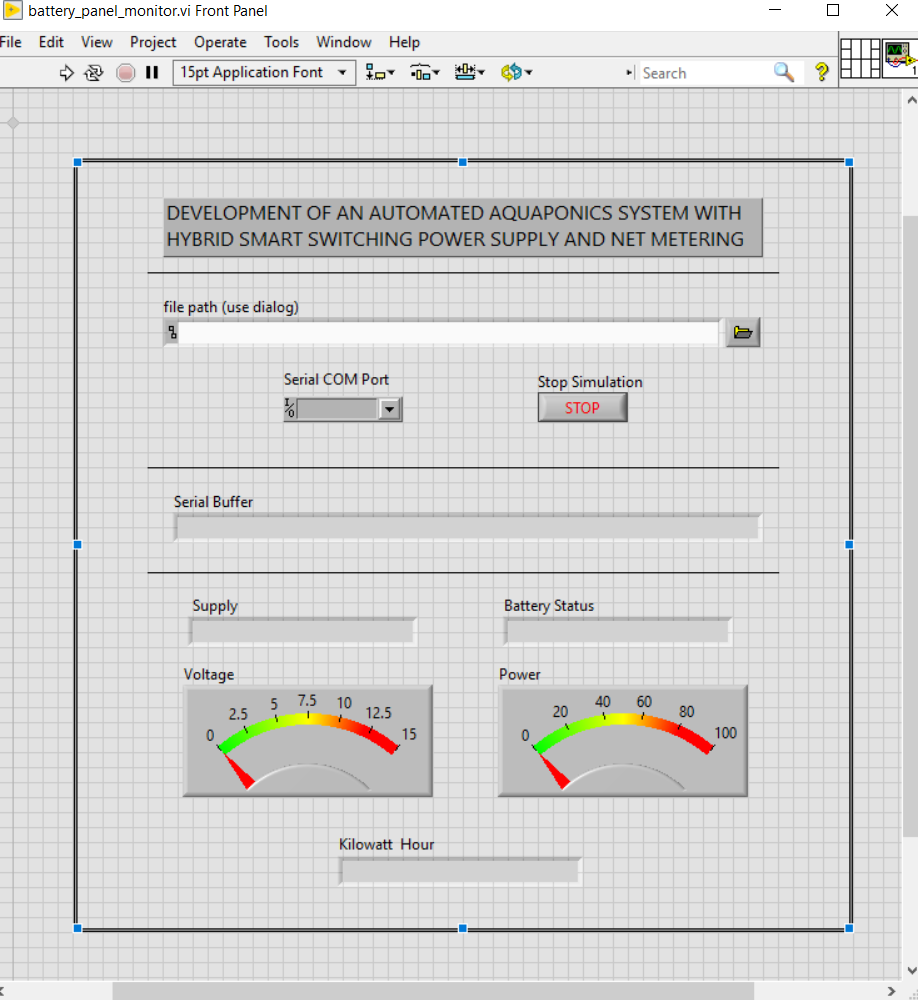 battery_panel_monitor.vi Front Panel
File Edit View Project Operate Tools Window Help
15pt Application Font
Search
?
1
DEVELOPMENT OF AN AUTOMATED AQUAPONICS SYSTEM WITH
HYBRID SMART SWITCHING POWER SUPPLY AND NET METERING
file path (use dialog)
Serial COM Port
Stop Simulation
I/0
STOP
Serial Buffer
Supply
Battery Status
Voltage
Power
0 2.5 5 7.5 10 12.5 15
0 20 40 60 80 100
Kilowatt  Hour